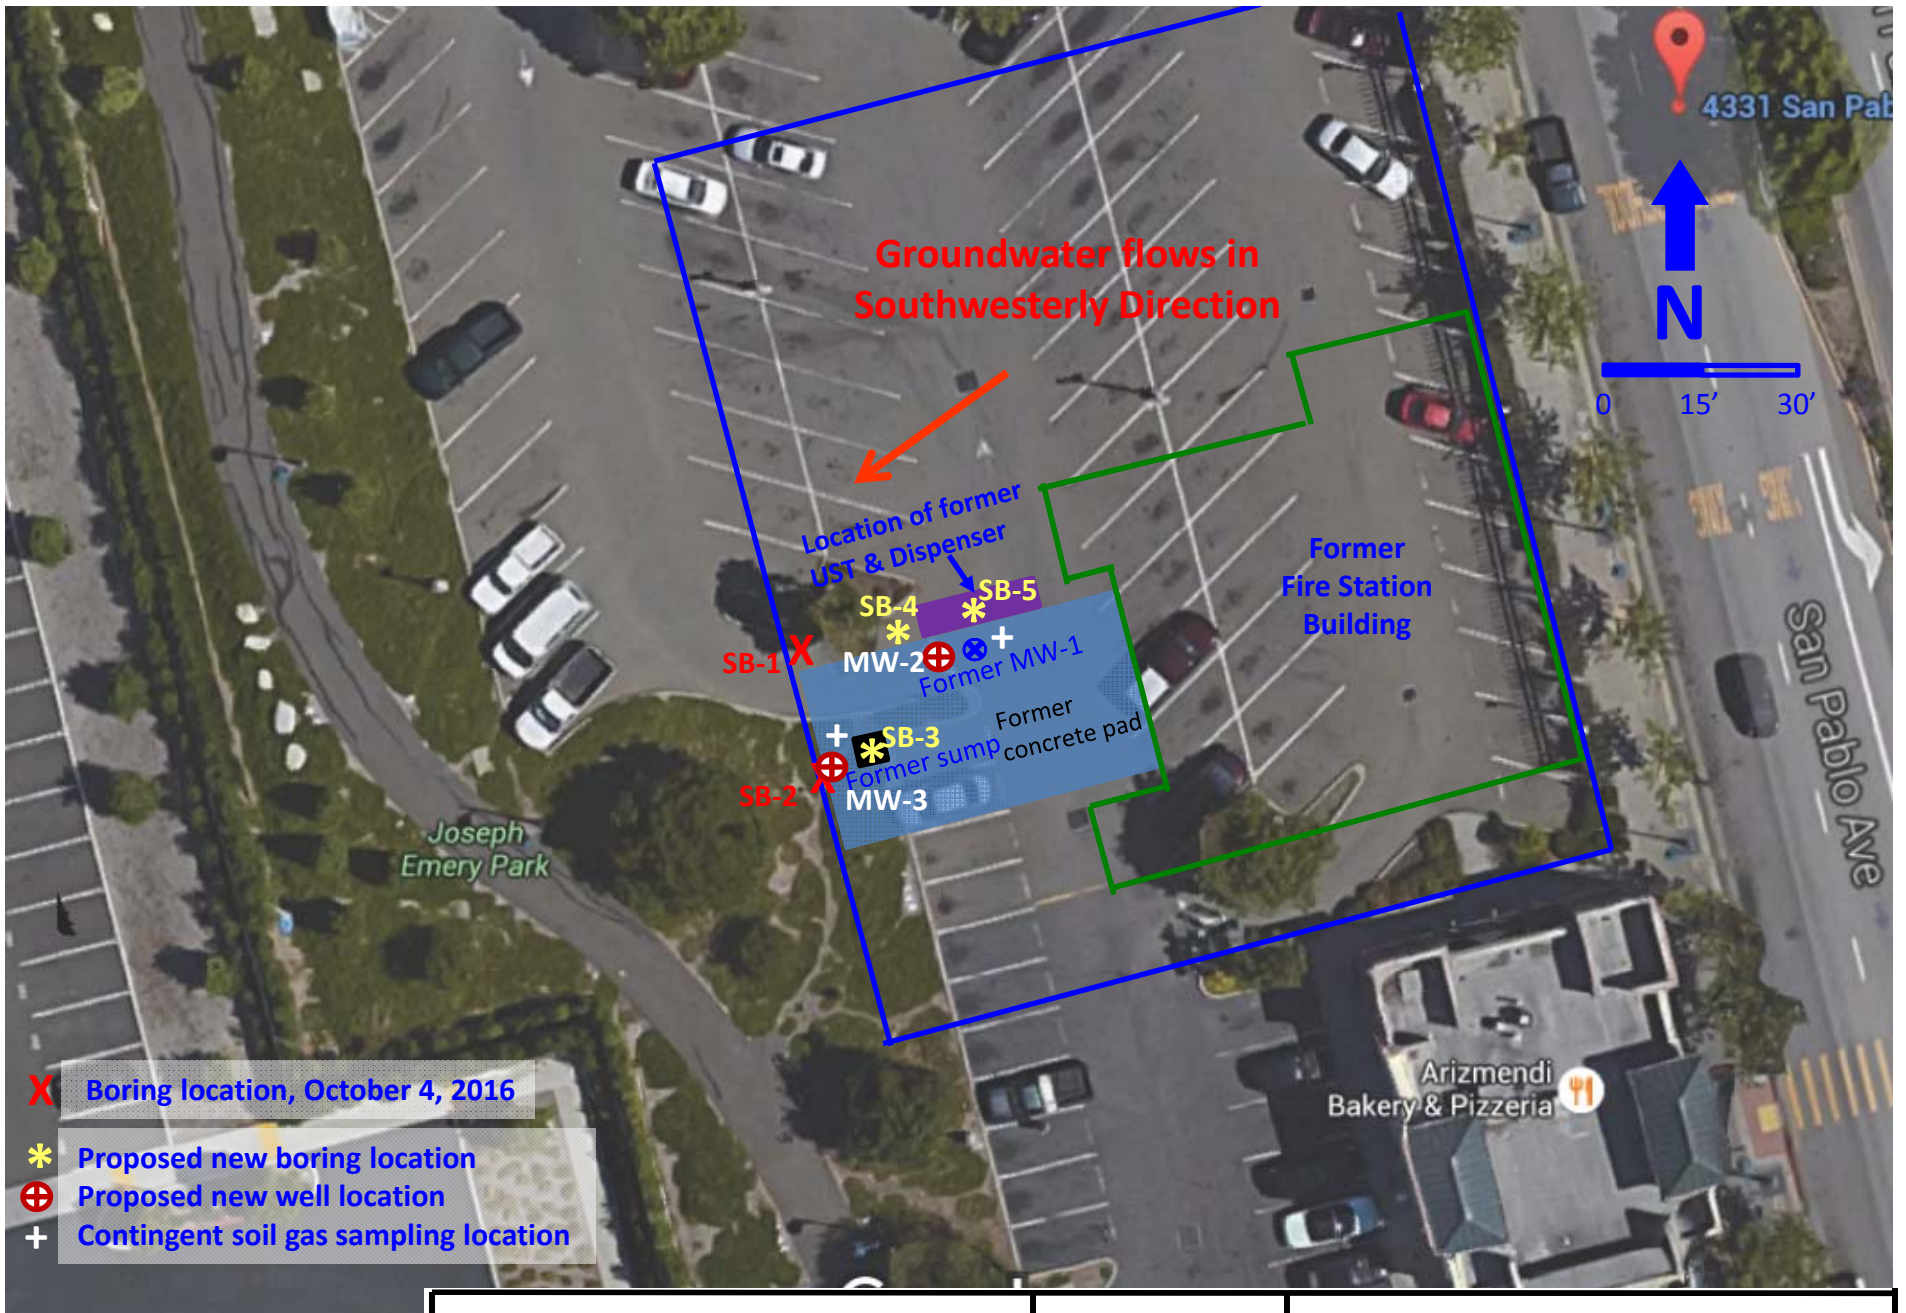 4331 San Pab
Groundwater flows in
Southwesterly Direction
N
0 15’ 30’
Location of former
UST & Dispenser
Former
Fire Station
Building
SB-5
SB-4
SB-1
MW-2
Former MW-1
Former
concrete pad
SB-3
Former sump
SB-2
MW-3
San Pablo Ave
Joseph
Emery Park
Arizmendi
Bakery & Pizzeria
X Boring location, October 4, 2016
Proposed new boring location
Proposed new well location
+ Contingent soil gas sampling location